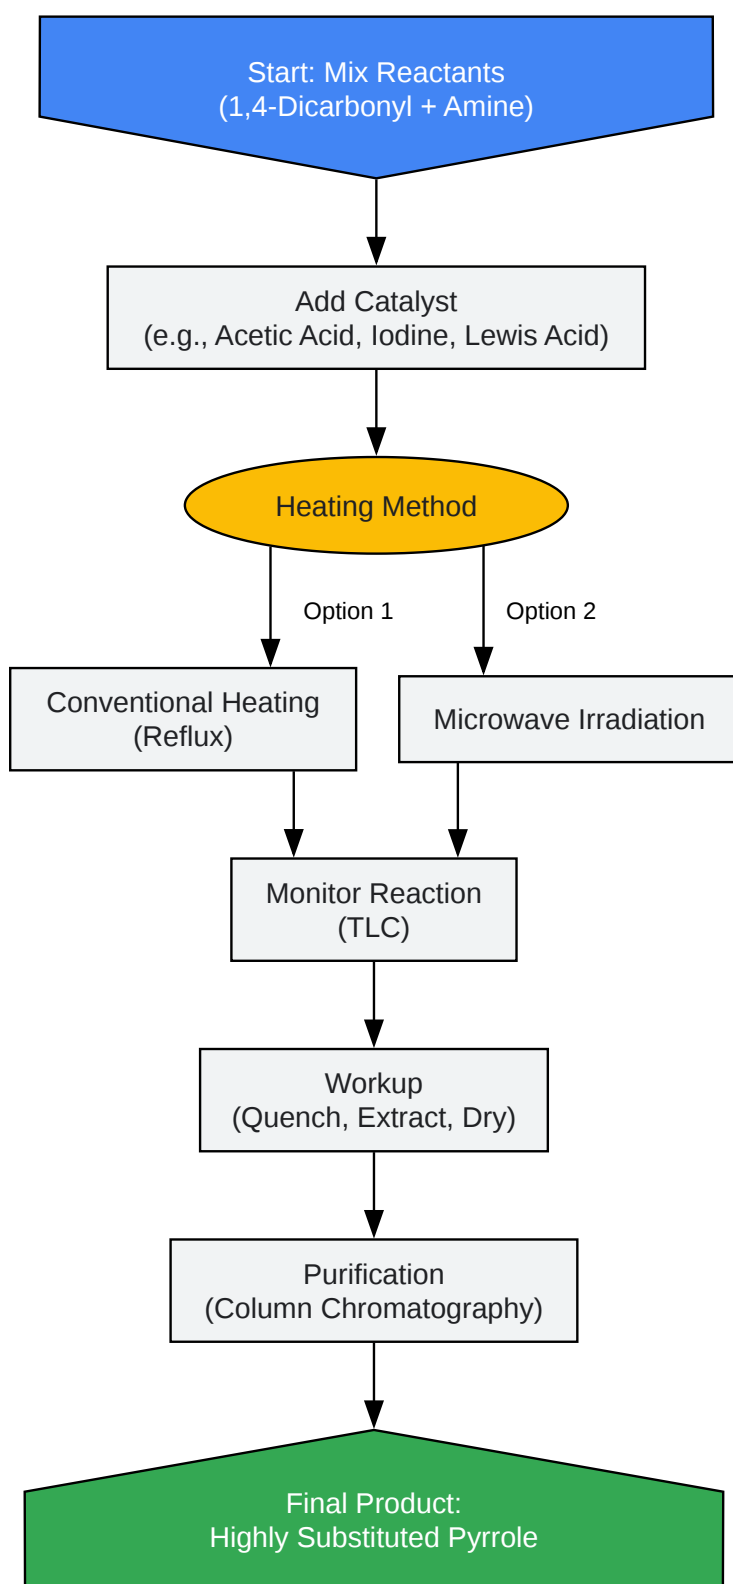 Start: Mix Reactants
(1,4-Dicarbonyl + Amine)
Add Catalyst
(e.g., Acetic Acid, Iodine, Lewis Acid)
Heating Method
Option 1
Option 2
Conventional Heating
(Reflux)
Microwave Irradiation
Monitor Reaction
(TLC)
Workup
(Quench, Extract, Dry)
Purification
(Column Chromatography)
Final Product:
Highly Substituted Pyrrole